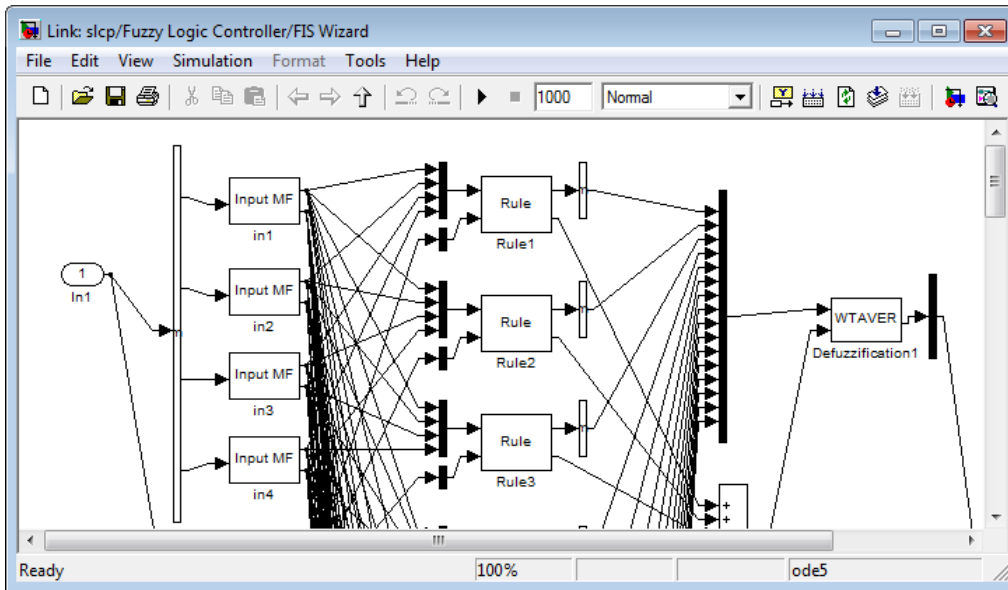 Link: slcp/Fuzzy Logic Controller/FIS Wizard
File Edit View Simulation Format Tools Help
1000 Normal
1
In1
Input MF
in1
Input MF
in2
Input MF
in3
Input MF
in4
Rule
Rule1
Rule
Rule2
Rule
Rule3
+
+
WTAVER
Defuzzification1
Ready 100% ode5